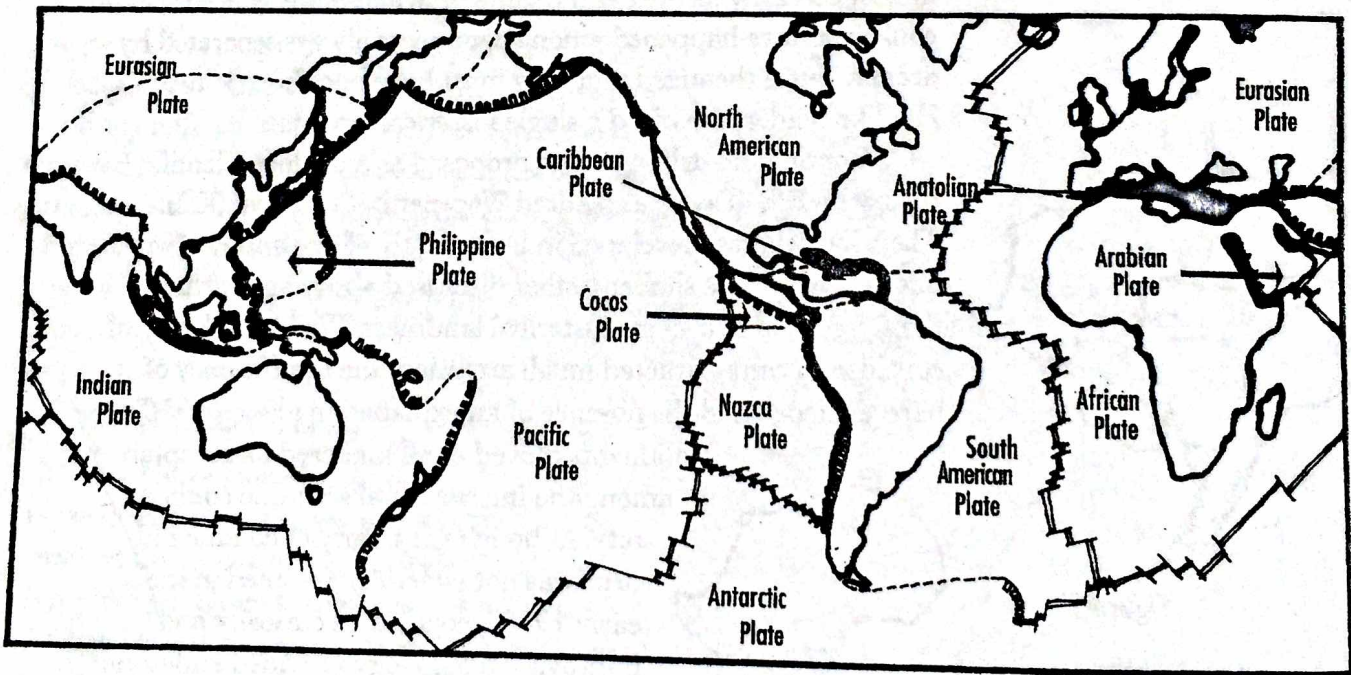 Eurasian
Plate
North
American
Plate
Caribbean
Plate
Anatolian
Plate
Eurasian
Plate
Philippine
Plate
Cocos
Plate
Arabian
Plate
Indian
Plate
Pacific
Plate
Nazca
Plate
South
American
Plate
African
Plate
Antarctic
Plate